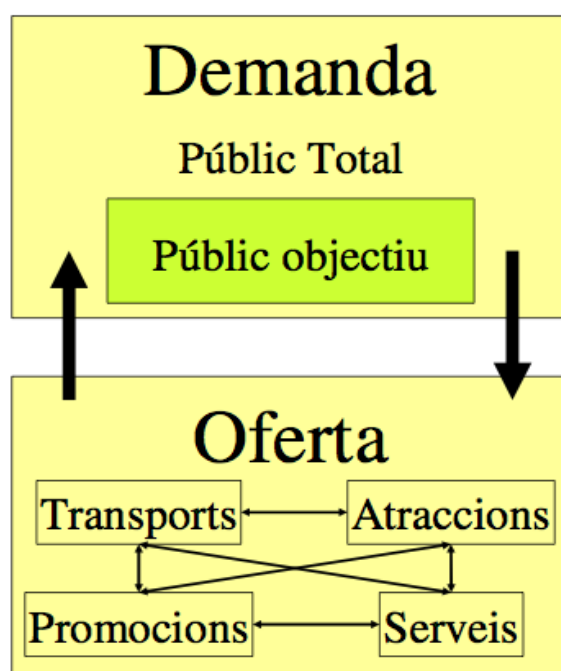 Demanda
Públic Total
Públic objectiu
Oferta
Transports Atraccions
Promocions Serveis